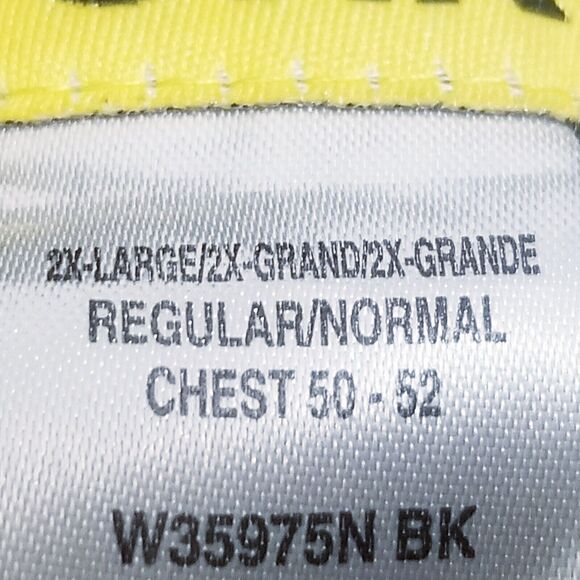 2X-LARGE/2X-GRAND/2X-GRANDE
REGULAR/NORMAL
CHEST 50 - 52
W35975N BK